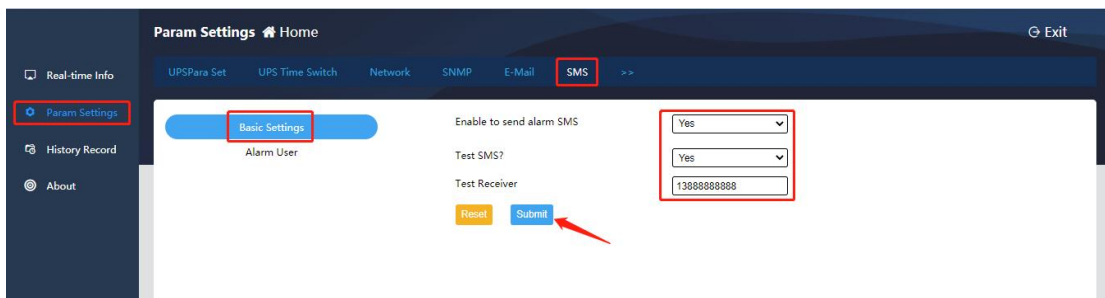 Param Settings Home Exit
Real-time Info
Param Settings
History Record
About
UPSPara Set UPS Time Switch Network SNMP E-Mail SMS >>
Basic Settings
Alarm User
Enable to send alarm SMS Yes
Test SMS? Yes
Test Receiver 13888888888
Reset Submit